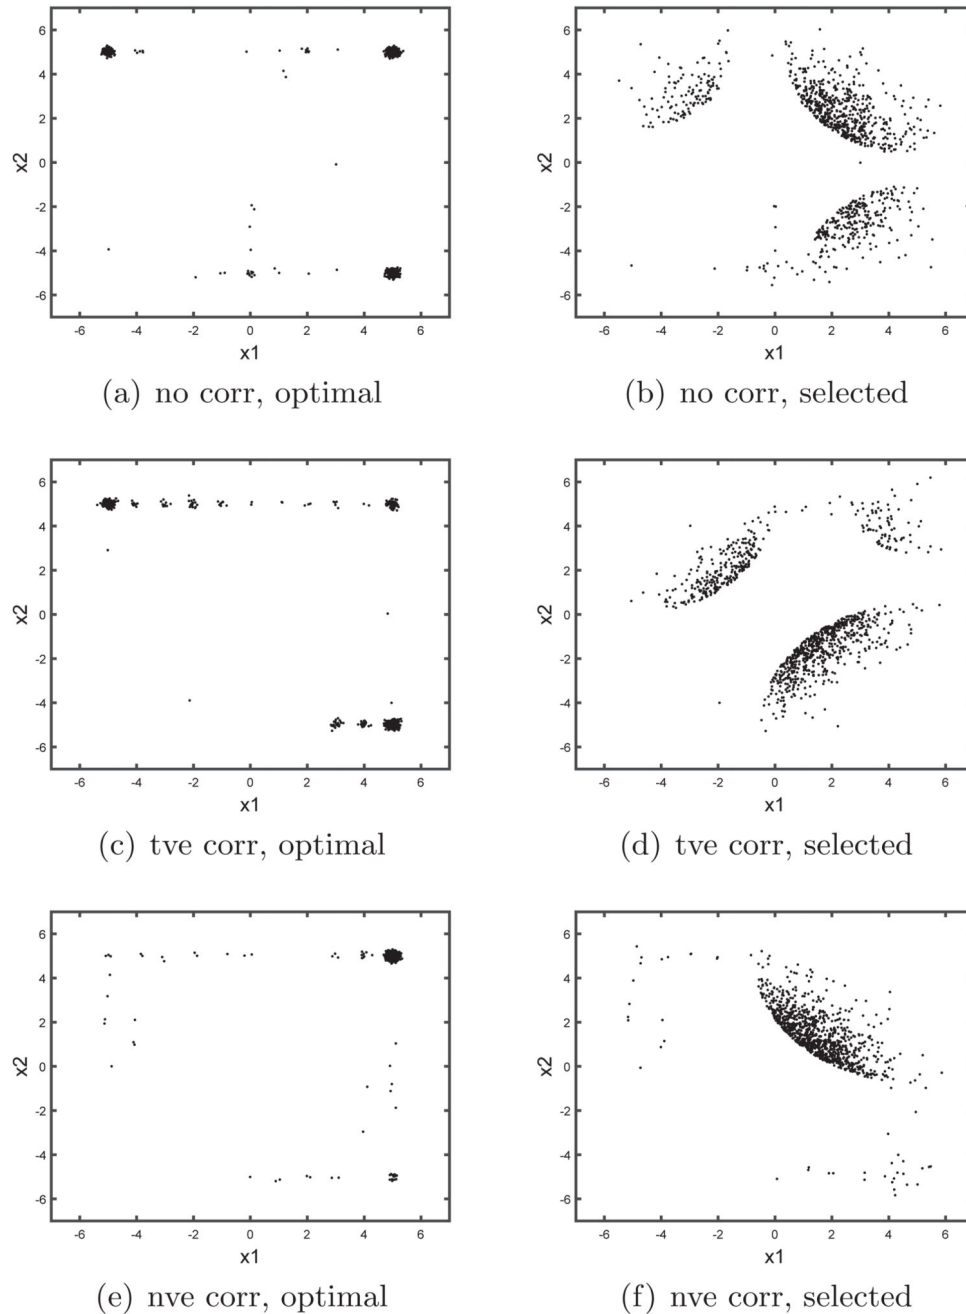 6
4
2
0
-2
-4
-6
x2
-6 -4 -2 0 2 4 6
x1
(a) no corr, optimal
6
4
2
0
-2
-4
-6
x2
-6 -4 -2 0 2 4 6
x1
(b) no corr, selected
6
4
2
0
-2
-4
-6
x2
-6 -4 -2 0 2 4 6
x1
(c) tve corr, optimal
6
4
2
0
-2
-4
-6
x2
-6 -4 -2 0 2 4 6
x1
(d) tve corr, selected
6
4
2
0
-2
-4
-6
x2
-6 -4 -2 0 2 4 6
x1
(e) nve corr, optimal
6
4
2
0
-2
-4
-6
x2
-6 -4 -2 0 2 4 6
x1
(f) nve corr, selected